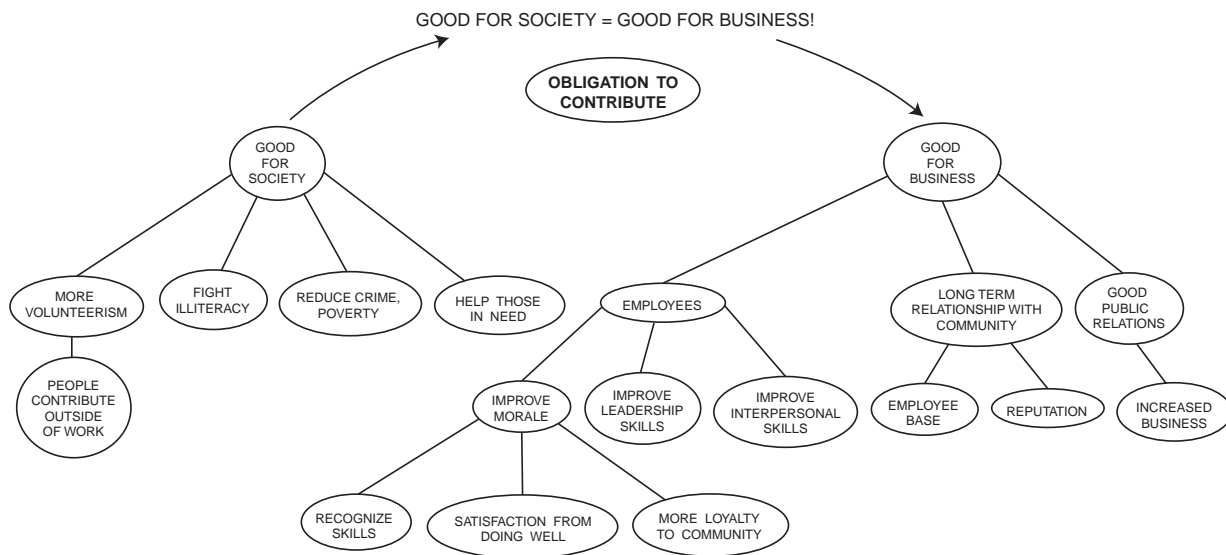 GOOD FOR SOCIETY = GOOD FOR BUSINESS!
OBLIGATION TO
CONTRIBUTE
GOOD
FOR
SOCIETY
GOOD
FOR
BUSINESS
MORE
VOLUNTEERISM
FIGHT
ILLITERACY
REDUCE CRIME,
POVERTY
HELP THOSE
IN NEED
EMPLOYEES
LONG TERM
RELATIONSHIP WITH
COMMUNITY
GOOD
PUBLIC
RELATIONS
PEOPLE
CONTRIBUTE
OUTSIDE
OF WORK
IMPROVE
MORALE
IMPROVE
LEADERSHIP
SKILLS
IMPROVE
INTERPERSONAL
SKILLS
EMPLOYEE
BASE
REPUTATION
INCREASED
BUSINESS
RECOGNIZE
SKILLS
SATISFACTION FROM
DOING WELL
MORE LOYALTY
TO COMMUNITY